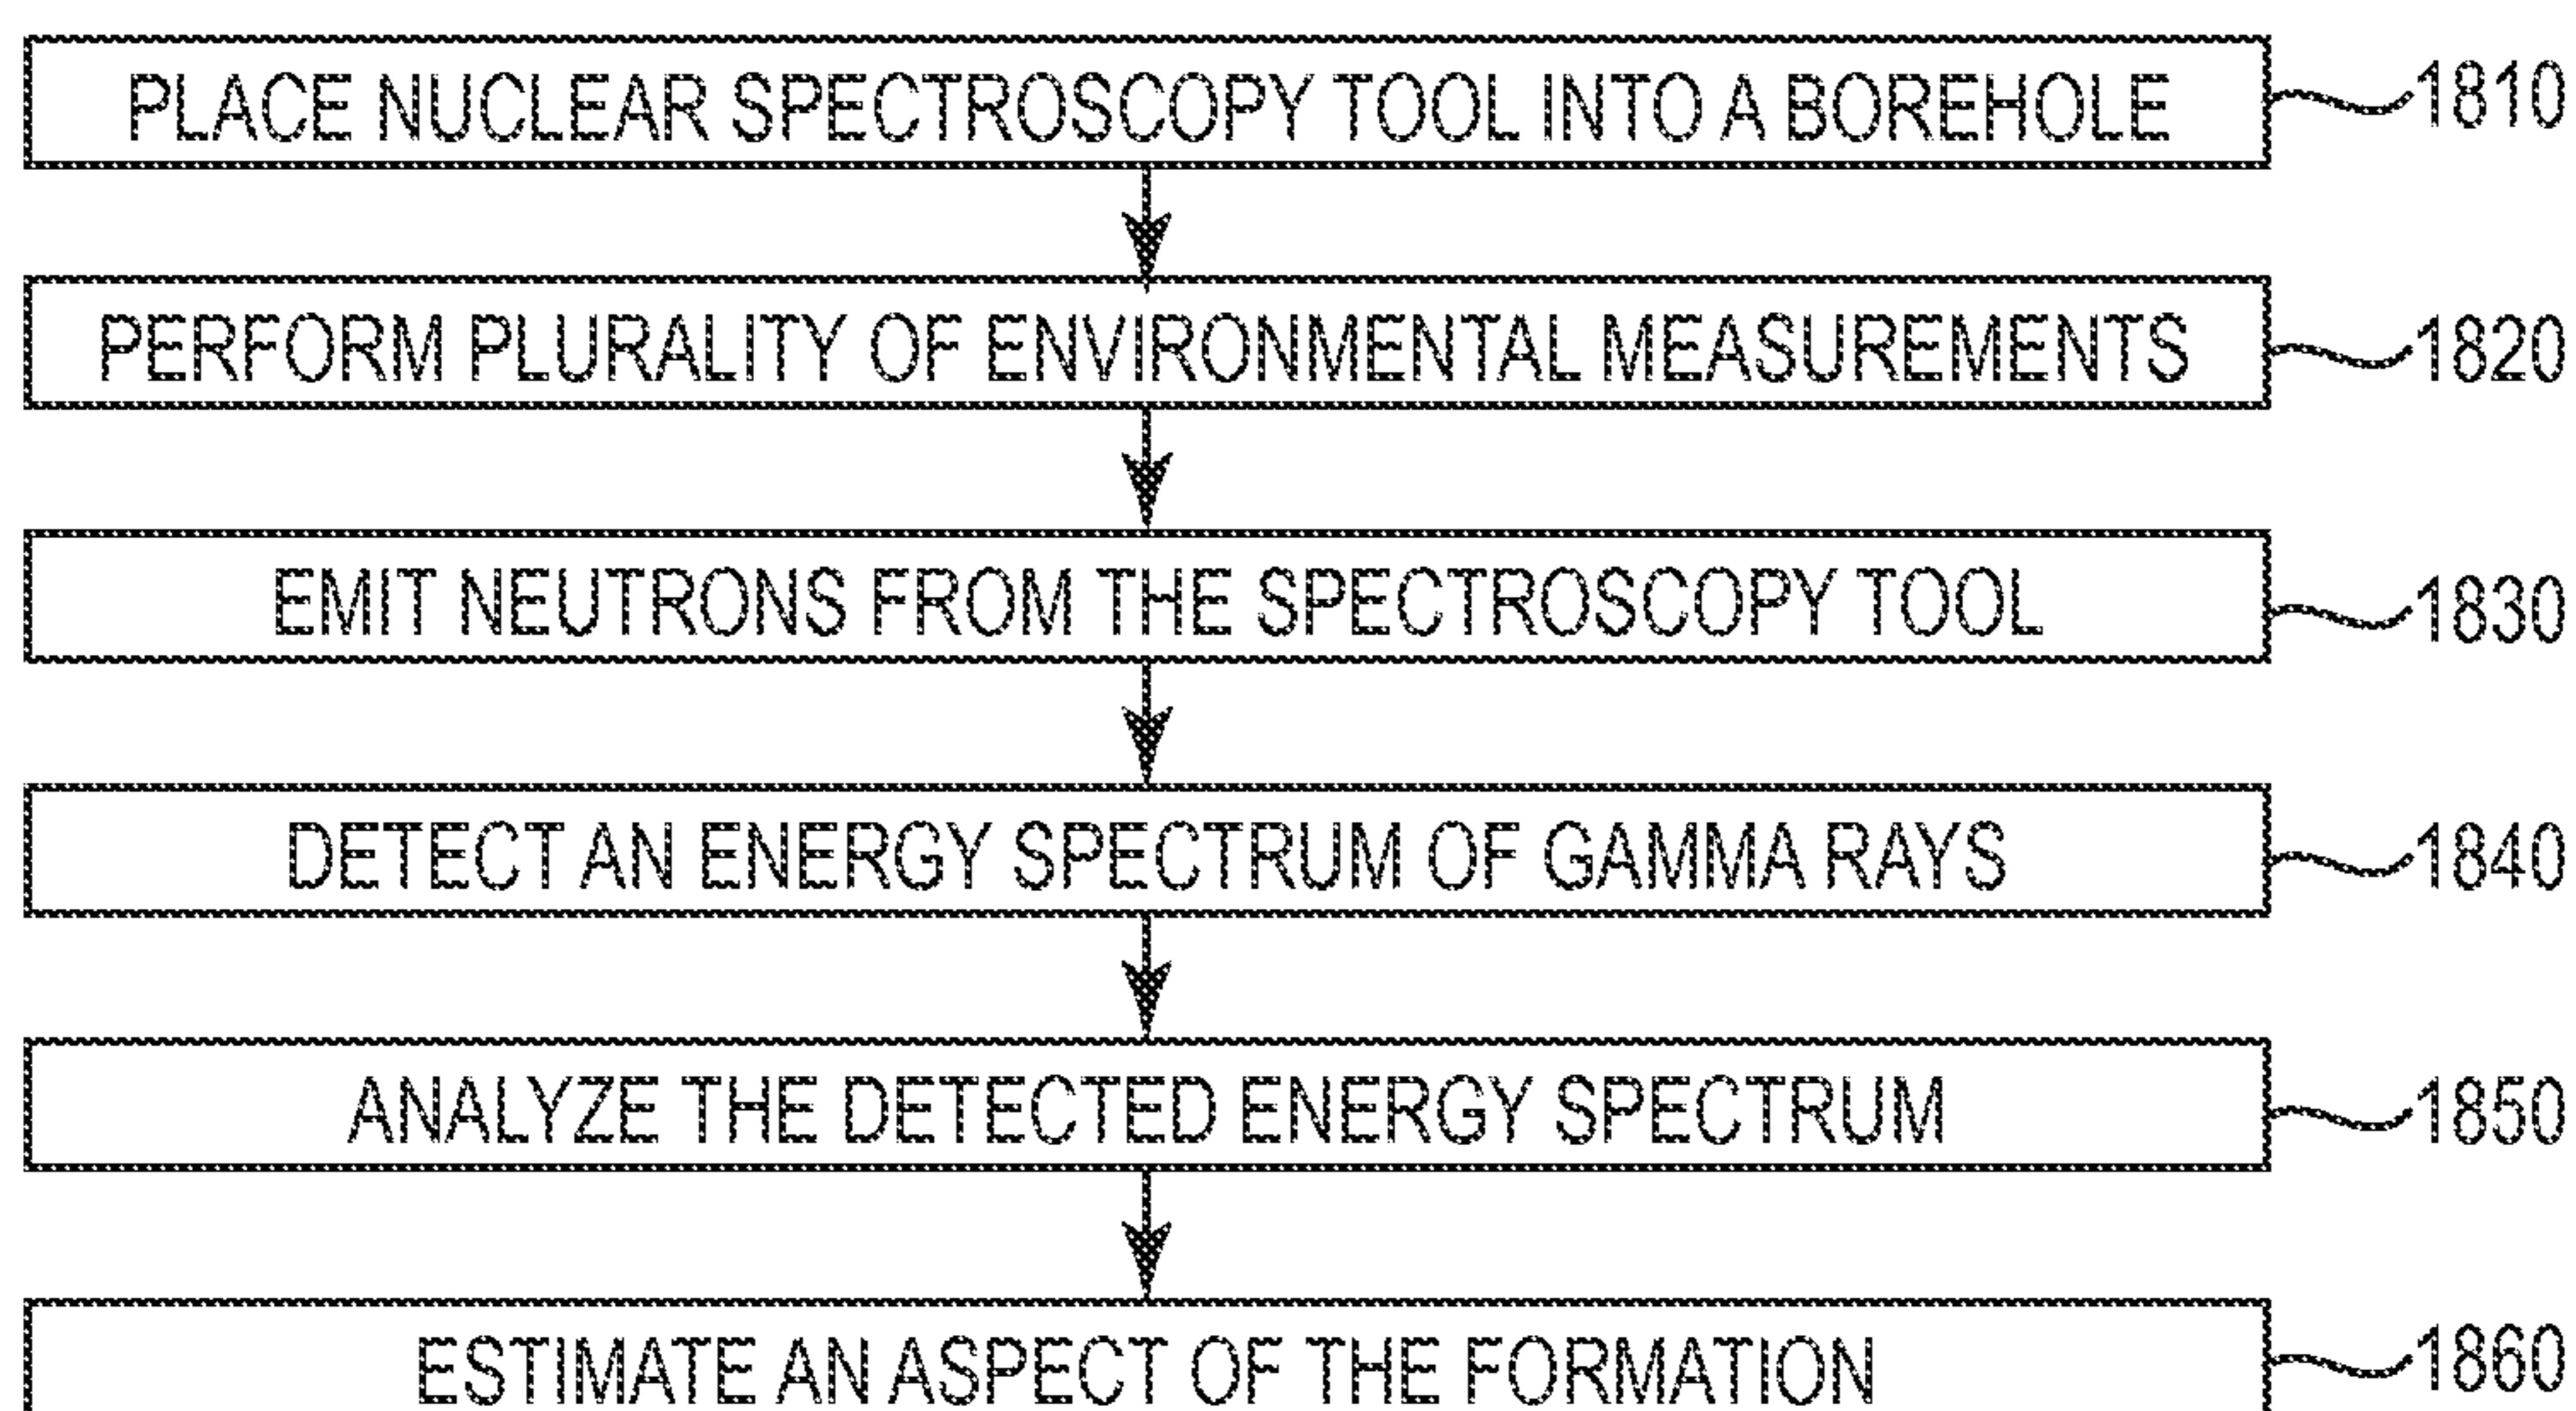 PLACE NUCLEAR SPECTROSCOPY TOOL INTO A BOREHOLE 1810
PERFORM PLURALITY OF ENVIRONMENTAL MEASUREMENTS 1820
EMIT NEUTRONS FROM THE SPECTROSCOPY TOOL 1830
DETECT AN ENERGY SPECTRUM OF GAMMA RAYS 1840
ANALYZE THE DETECTED ENERGY SPECTRUM 1850
ESTIMATE AN ASPECT OF THE FORMATION 1860